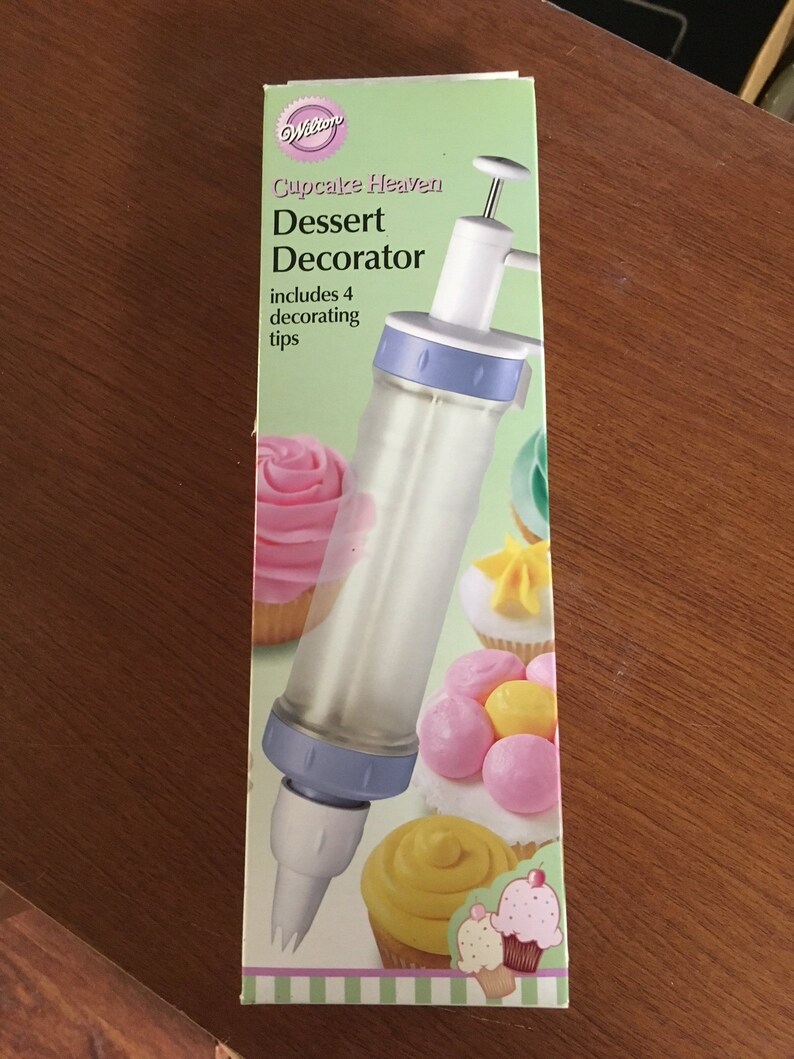 Wilton
Cupcake Heaven
Dessert
Decorator
includes 4
decorating
tips